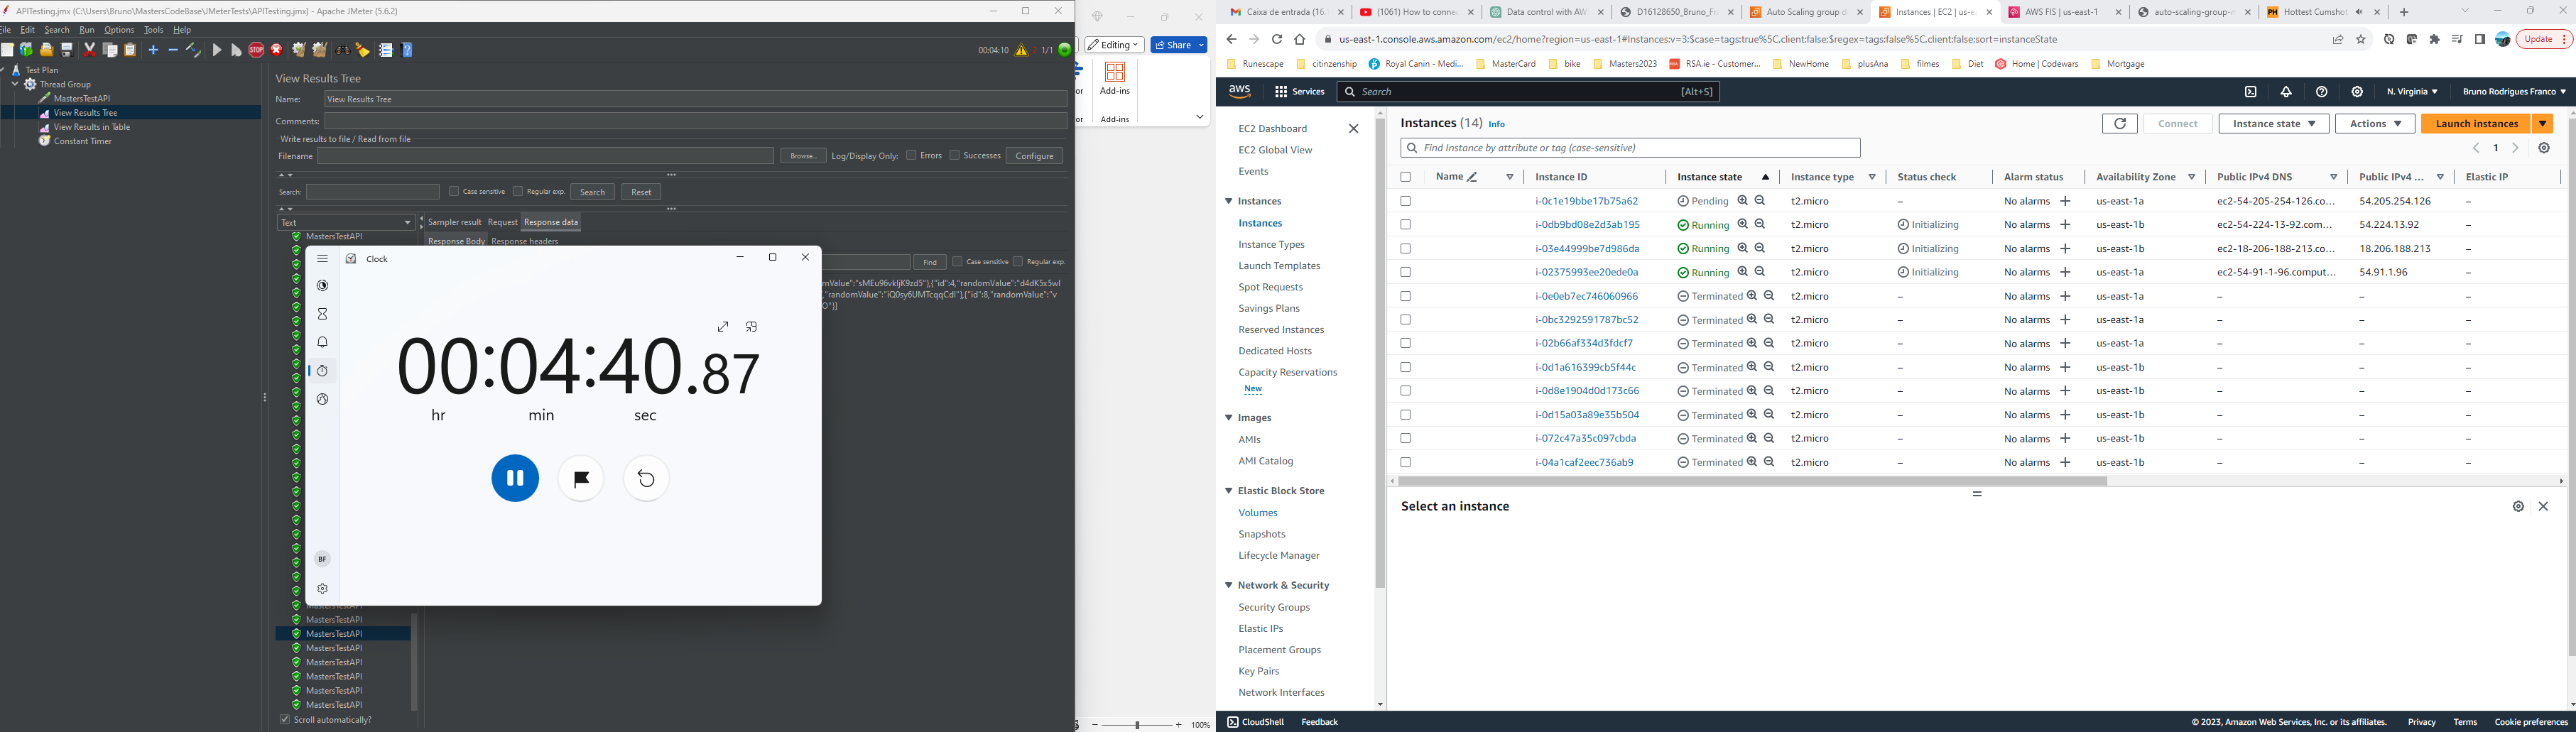 APITesting.jmx (C:\Users\Bruno\MastersCodeBase\JMeterTests\APITesting.jmx) - Apache JMeter (5.6.2)
File Edit Search Run Options Tools Help
00:04:10 1/1
Test Plan
Thread Group
MastersTestAPI
View Results Tree
View Results in Table
Constant Timer
View Results Tree
Name: View Results Tree
Comments:
Write results to file / Read from file
Filename Browse... Log/Display Only: Errors Successes Configure
Search: Case sensitive Regular exp. Search Reset
Text Sampler result Request Response data
MastersTestAPI
Response Body Response headers
Find Case sensitive Regular exp.
Clock
00:04:40.87
hr min sec
BF
MastersTestAPI
MastersTestAPI
MastersTestAPI
MastersTestAPI
MastersTestAPI
MastersTestAPI
MastersTestAPI
MastersTestAPI
Scroll automatically?
Editing Share
Add-ins
Add-ins
100%
Caixa de entrada (16. (1061) How to conne Data control with AW D16128650_Bruno_Fr Auto Scaling group d Instances | EC2 | us-e AWS FIS | us-east-1 auto-scaling-group-r PH Hottest Cumshot
us-east-1.console.aws.amazon.com/ec2/home?region=us-east-1#Instances:v=3;$case=tags:true%5C,client:false;$regex=tags:false%5C,client:false;sort=instanceState Update
Runescape citinzenship Royal Canin - Medi... MasterCard bike Masters2023 RSA.ie - Customer... NewHome plusAna filmes Diet Home | Codewars Mortgage
aws Services Search [Alt+S] N. Virginia Bruno Rodrigues Franco
EC2 Dashboard
EC2 Global View
Events
Instances
Instances
Instance Types
Launch Templates
Spot Requests
Savings Plans
Reserved Instances
Dedicated Hosts
Capacity Reservations
New
Images
AMIs
AMI Catalog
Elastic Block Store
Volumes
Snapshots
Lifecycle Manager
Network & Security
Security Groups
Elastic IPs
Placement Groups
Key Pairs
Network Interfaces
Instances (14) Info Connect Instance state Actions Launch instances
Find Instance by attribute or tag (case-sensitive) 1
Name Instance ID Instance state Instance type Status check Alarm status Availability Zone Public IPv4 DNS Public IPv4 ... Elastic IP
i-0c1e19bbe17b75a62 Pending t2.micro – No alarms us-east-1a ec2-54-205-254-126.co... 54.205.254.126 –
i-0db9bd08e2d3ab195 Running t2.micro Initializing No alarms us-east-1b ec2-54-224-13-92.com... 54.224.13.92 –
i-03e44999be7d986da Running t2.micro Initializing No alarms us-east-1b ec2-18-206-188-213.co... 18.206.188.213 –
i-02375993ee20ede0a Running t2.micro Initializing No alarms us-east-1a ec2-54-91-1-96.comput... 54.91.1.96 –
i-0e0eb7ec746060966 Terminated t2.micro – No alarms us-east-1a – – –
i-0bc3292591787bc52 Terminated t2.micro – No alarms us-east-1a – – –
i-02b66af334d3fdcf7 Terminated t2.micro – No alarms us-east-1a – – –
i-0d1a616399cb5f44c Terminated t2.micro – No alarms us-east-1a – – –
i-0d8e1904d0d173c66 Terminated t2.micro – No alarms us-east-1b – – –
i-0d15a03a89e35b504 Terminated t2.micro – No alarms us-east-1b – – –
i-072c47a35c097cbda Terminated t2.micro – No alarms us-east-1b – – –
i-04a1caf2eec736ab9 Terminated t2.micro – No alarms us-east-1b – – –
Select an instance
CloudShell Feedback © 2023, Amazon Web Services, Inc. or its affiliates. Privacy Terms Cookie preferences